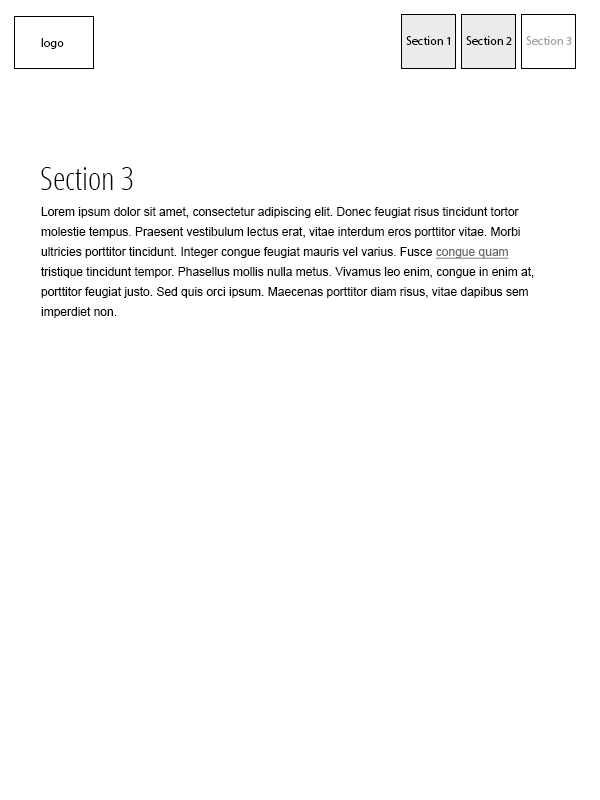 logo
Section 1
Section 2
Section 3
Section 3
Lorem ipsum dolor sit amet, consectetur adipiscing elit. Donec feugiat risus tincidunt tortor
molestie tempus. Praesent vestibulum lectus erat, vitae interdum eros porttitor vitae. Morbi
ultricies porttitor tincidunt. Integer congue feugiat mauris vel varius. Fusce congue quam
tristique tincidunt tempor. Phasellus mollis nulla metus. Vivamus leo enim, congue in enim at,
porttitor feugiat justo. Sed quis orci ipsum. Maecenas porttitor diam risus, vitae dapibus sem
imperdiet non.